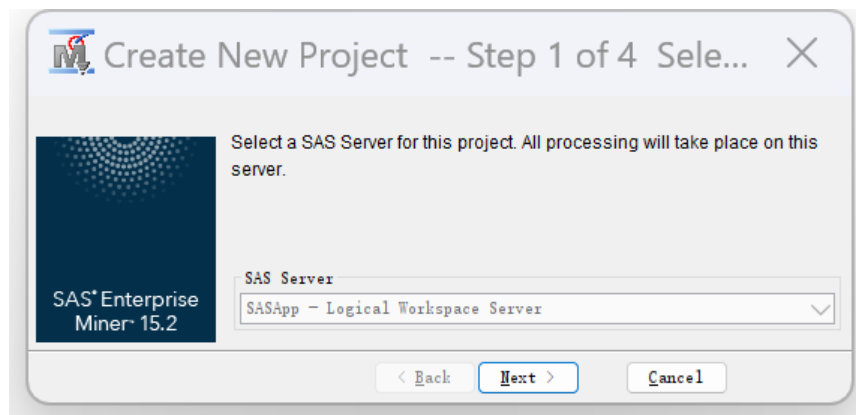 Create New Project -- Step 1 of 4 Sele...
Select a SAS Server for this project. All processing will take place on this
server.
SAS Server
SASApp - Logical Workspace Server
SAS® Enterprise
Miner™ 15.2
< Back
Next >
Cancel